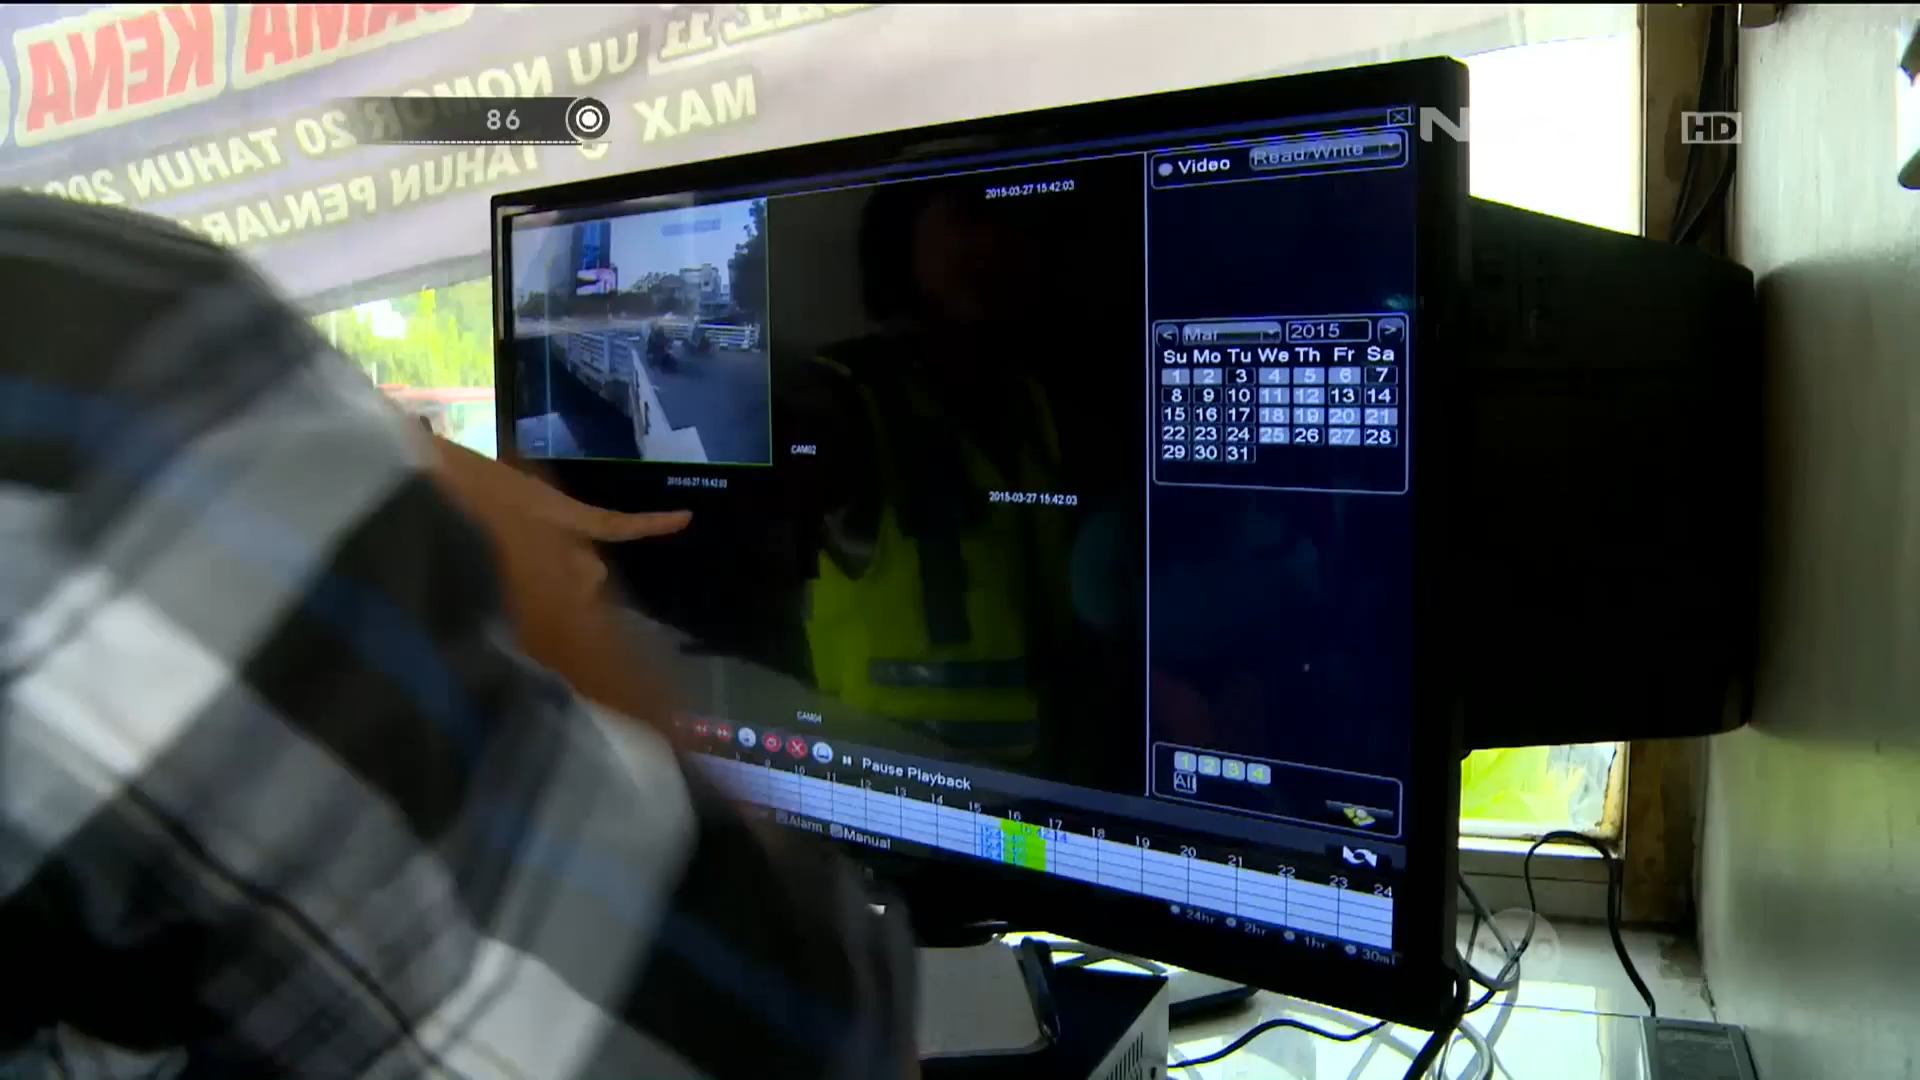 KENA
UU NOMOR 20 TAHUN
MAX
TAHUN PENJARA
86
HD
2015-03-27 15:42:03
Video
Read/Write
Mar
2015
Su Mo Tu We Th Fr Sa
1 2 3 4 5 6 7
8 9 10 11 12 13 14
15 16 17 18 19 20 21
22 23 24 25 26 27 28
29 30 31
CAM02
2015-03-27 15:42:03
2015-03-27 15:42:03
CAM04
Pause Playback
1 2 3 4
All
9 10 11 12 13 14 15 16 17 18 19 20 21 22 23 24
Alarm Manual
24hr 2hr 1hr 30mi